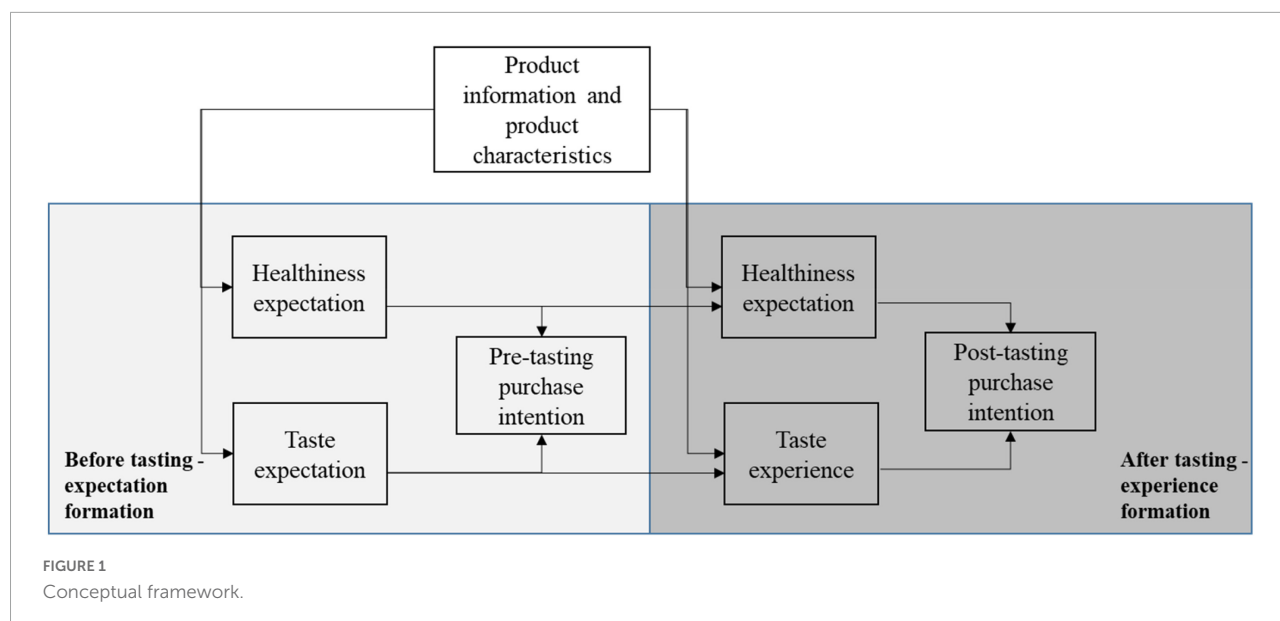 Product
information and
product
characteristics
Healthiness
expectation
Pre-tasting
purchase
intention
Taste
expectation
Before tasting -
expectation
formation
Healthiness
expectation
Post-tasting
purchase
intention
Taste
experience
After tasting -
experience
formation
FIGURE 1
Conceptual framework.